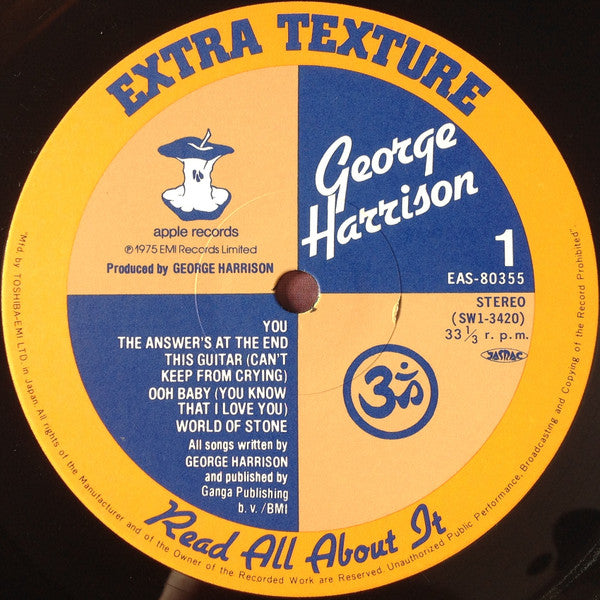 EXTRA TEXTURE
George
Harrison
apple records
℗1975 EMI Records Limited
Produced by GEORGE HARRISON
1
EAS-80355
STEREO
(SW1-3420)
33 1/3 r. p. m.
JASRAC
YOU
THE ANSWER'S AT THE END
THIS GUITAR (CAN'T
KEEP FROM CRYING)
OOH BABY (YOU KNOW
THAT I LOVE YOU)
WORLD OF STONE
All songs written by
GEORGE HARRISON
and published by
Ganga Publishing
b. v. /BMI
ॐ
Read All About It
"Mfd. by TOSHIBA-EMI LTD. in Japan. All rights of the Manufacturer and of the Owner of the Recorded Work are Reserved. Unauthorized Public Performance, Broadcasting and Copying of the Record Prohibited"